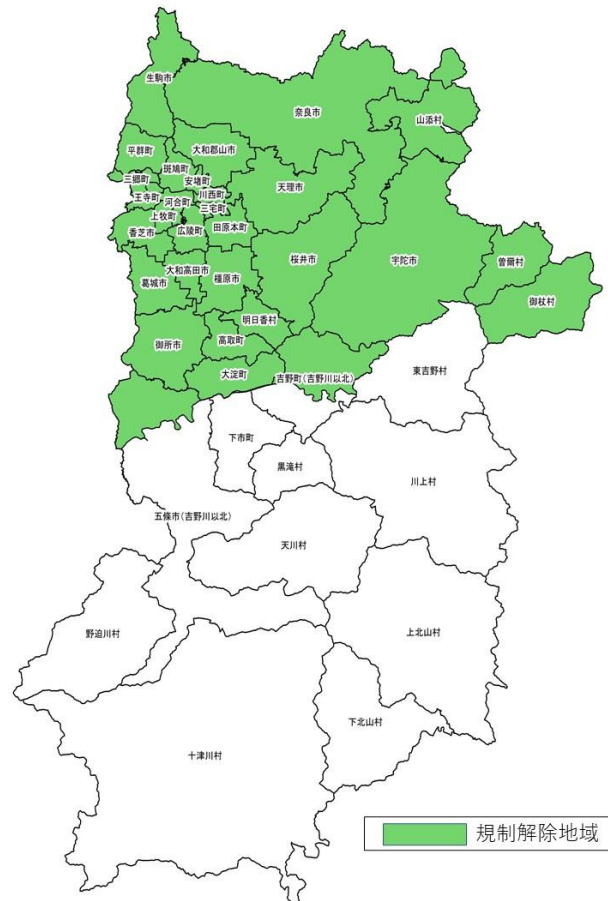 生駒市
奈良市
山添村
平群町
大和郡山市
斑鳩町
三郷町
安堵町
天理市
王寺町
河合町
川西町
三宅町
上牧町
香芝市
広陵町
田原本町
大和高田市
葛城市
橿原市
桜井市
宇陀市
曽爾村
御杖村
明日香村
御所市
高取町
大淀町
吉野町(吉野川以北)
東吉野村
下市町
黒滝村
川上村
五條市(吉野川以北)
天川村
野迫川村
上北山村
下北山村
十津川村
規制解除地域